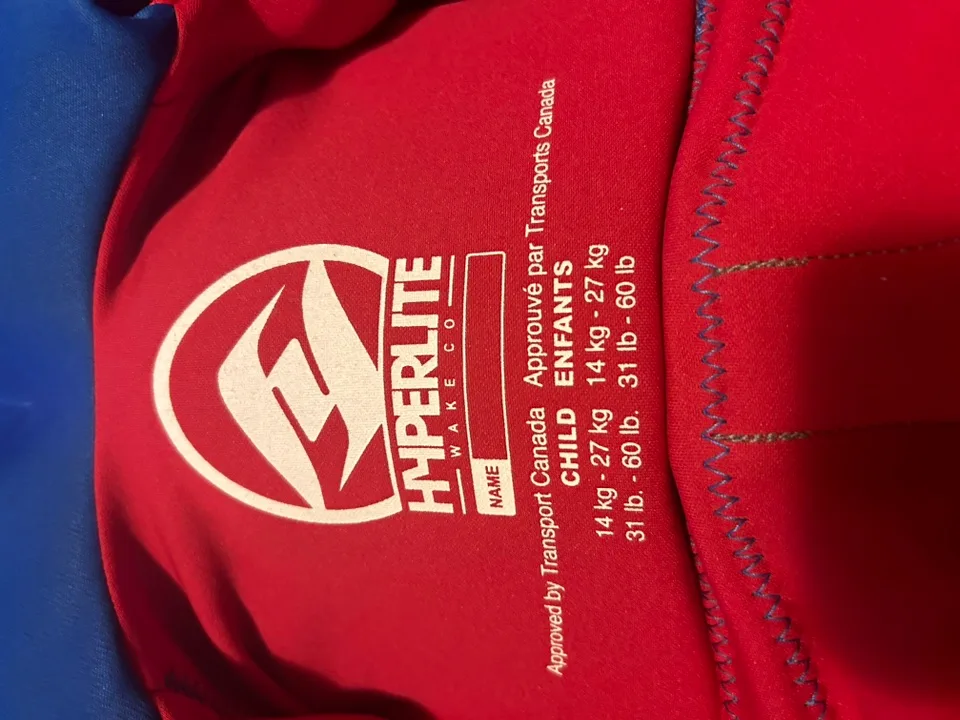 HYPERLITE
WAKE CO
NAME
Approved by Transport Canada Approuvé par Transports Canada
CHILD ENFANTS
14 kg - 27 kg 14 kg - 27 kg
31 lb. - 60 lb. 31 lb - 60 lb